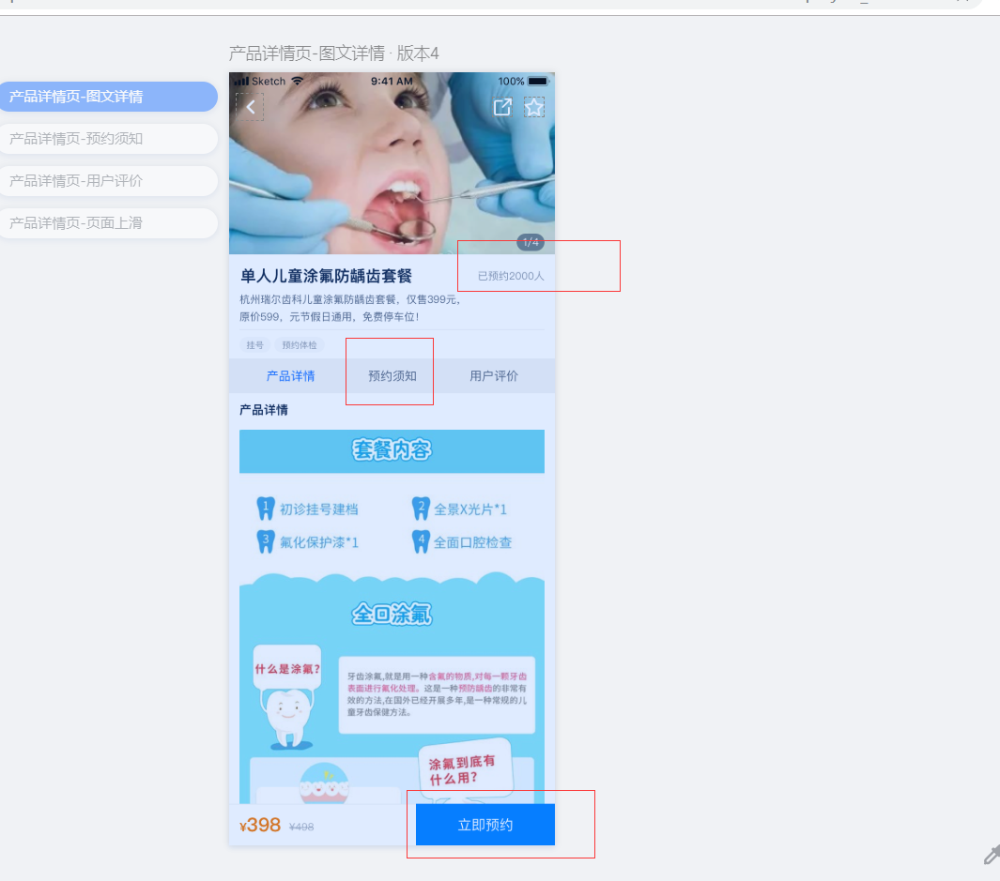 产品详情页-图文详情 · 版本4
产品详情页-图文详情
产品详情页-预约须知
产品详情页-用户评价
产品详情页-页面上滑
Sketch 9:41 AM 100%
1/4
单人儿童涂氟防龋齿套餐 已预约2000人
杭州瑞尔齿科儿童涂氟防龋齿套餐，仅售399元，
原价599，元节假日通用，免费停车位！
挂号 预约体检
产品详情 预约须知 用户评价
产品详情
套餐内容
1 初诊挂号建档 2 全景X光片*1
3 氟化保护漆*1 4 全面口腔检查
全口涂氟
什么是涂氟?
牙齿涂氟,就是用一种含氟的物质,对每一颗牙齿
表面进行氟化处理。这是一种预防龋齿的非常有
效的方法,在国外已经开展多年,是一种常规的儿
童牙齿保健方法。
涂氟到底有
什么用?
¥398 ¥498 立即预约